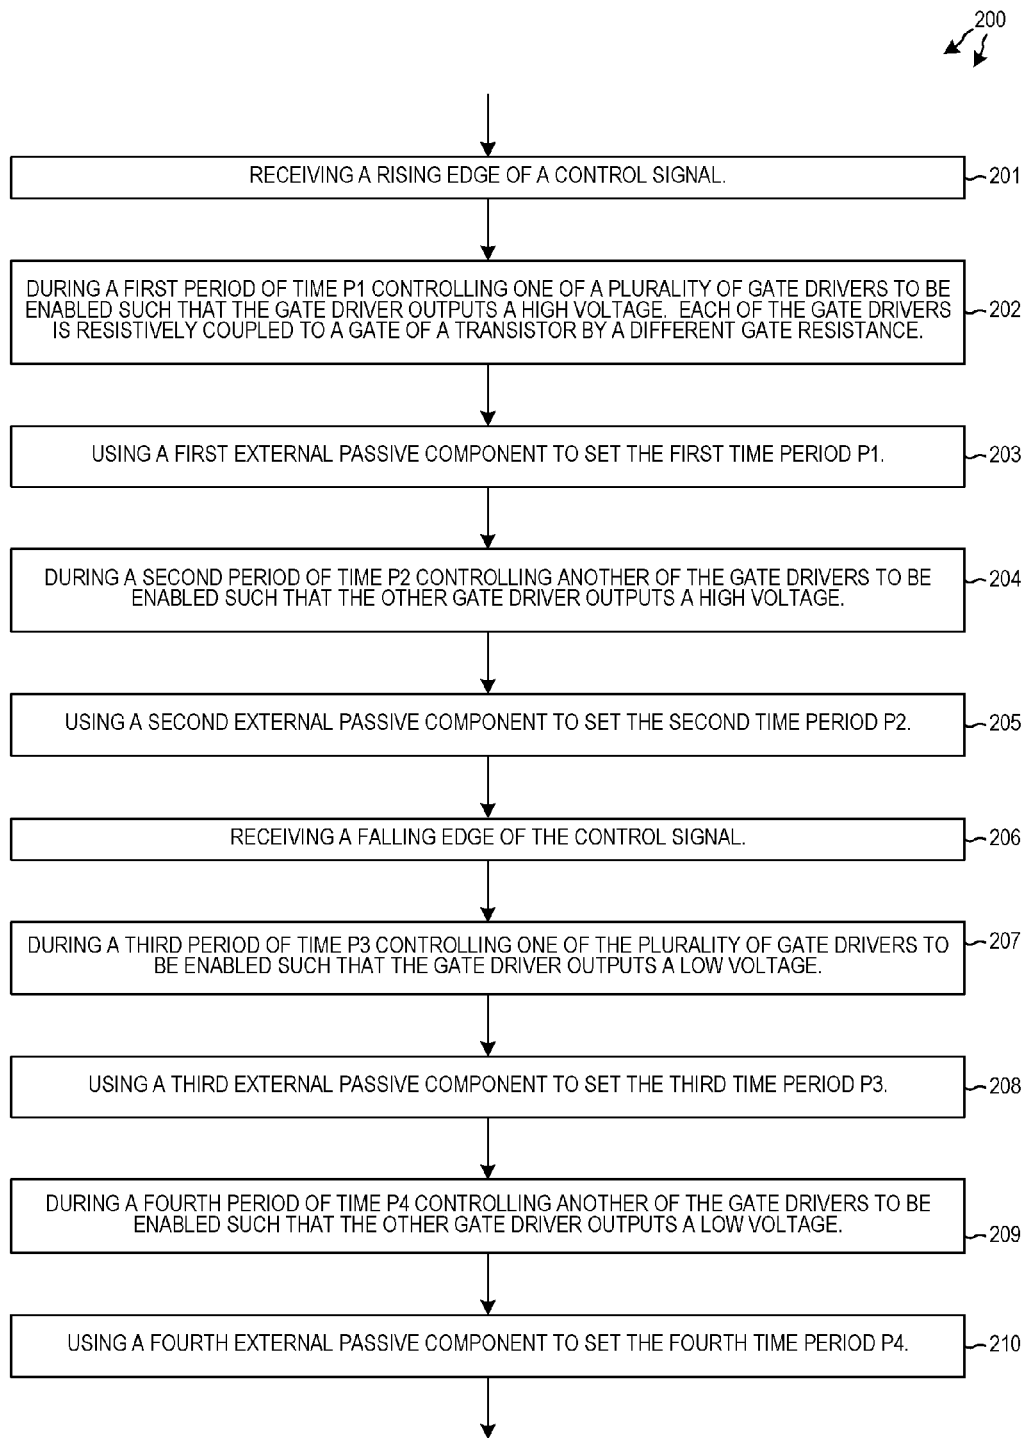 200
RECEIVING A RISING EDGE OF A CONTROL SIGNAL.
201
DURING A FIRST PERIOD OF TIME P1 CONTROLLING ONE OF A PLURALITY OF GATE DRIVERS TO BE
ENABLED SUCH THAT THE GATE DRIVER OUTPUTS A HIGH VOLTAGE. EACH OF THE GATE DRIVERS
IS RESISTIVELY COUPLED TO A GATE OF A TRANSISTOR BY A DIFFERENT GATE RESISTANCE.
202
USING A FIRST EXTERNAL PASSIVE COMPONENT TO SET THE FIRST TIME PERIOD P1.
203
DURING A SECOND PERIOD OF TIME P2 CONTROLLING ANOTHER OF THE GATE DRIVERS TO BE
ENABLED SUCH THAT THE OTHER GATE DRIVER OUTPUTS A HIGH VOLTAGE.
204
USING A SECOND EXTERNAL PASSIVE COMPONENT TO SET THE SECOND TIME PERIOD P2.
205
RECEIVING A FALLING EDGE OF THE CONTROL SIGNAL.
206
DURING A THIRD PERIOD OF TIME P3 CONTROLLING ONE OF THE PLURALITY OF GATE DRIVERS TO
BE ENABLED SUCH THAT THE GATE DRIVER OUTPUTS A LOW VOLTAGE.
207
USING A THIRD EXTERNAL PASSIVE COMPONENT TO SET THE THIRD TIME PERIOD P3.
208
DURING A FOURTH PERIOD OF TIME P4 CONTROLLING ANOTHER OF THE GATE DRIVERS TO BE
ENABLED SUCH THAT THE OTHER GATE DRIVER OUTPUTS A LOW VOLTAGE.
209
USING A FOURTH EXTERNAL PASSIVE COMPONENT TO SET THE FOURTH TIME PERIOD P4.
210